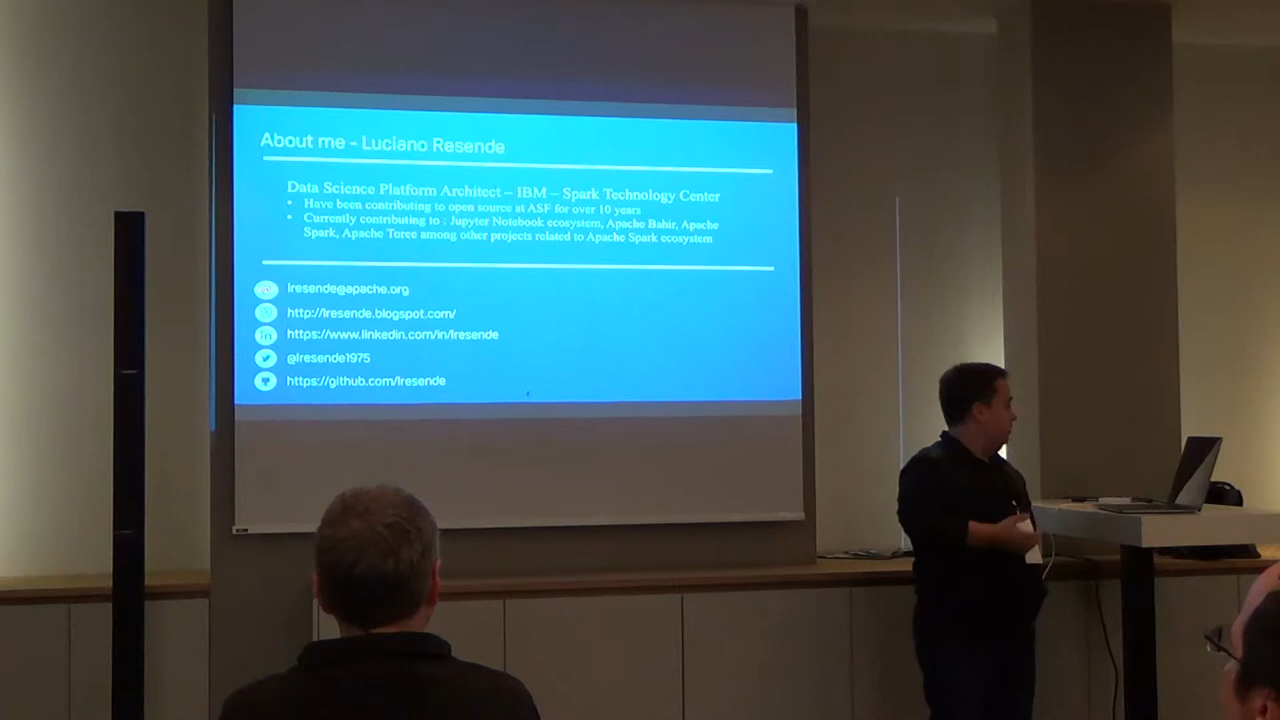 About me - Luciano Resende
Data Science Platform Architect – IBM – Spark Technology Center
• Have been contributing to open source at ASF for over 10 years
• Currently contributing to : Jupyter Notebook ecosystem, Apache Bahir, Apache
Spark, Apache Toree among other projects related to Apache Spark ecosystem
lresende@apache.org
http://lresende.blogspot.com/
in https://www.linkedin.com/in/lresende
@lresende1975
https://github.com/lresende